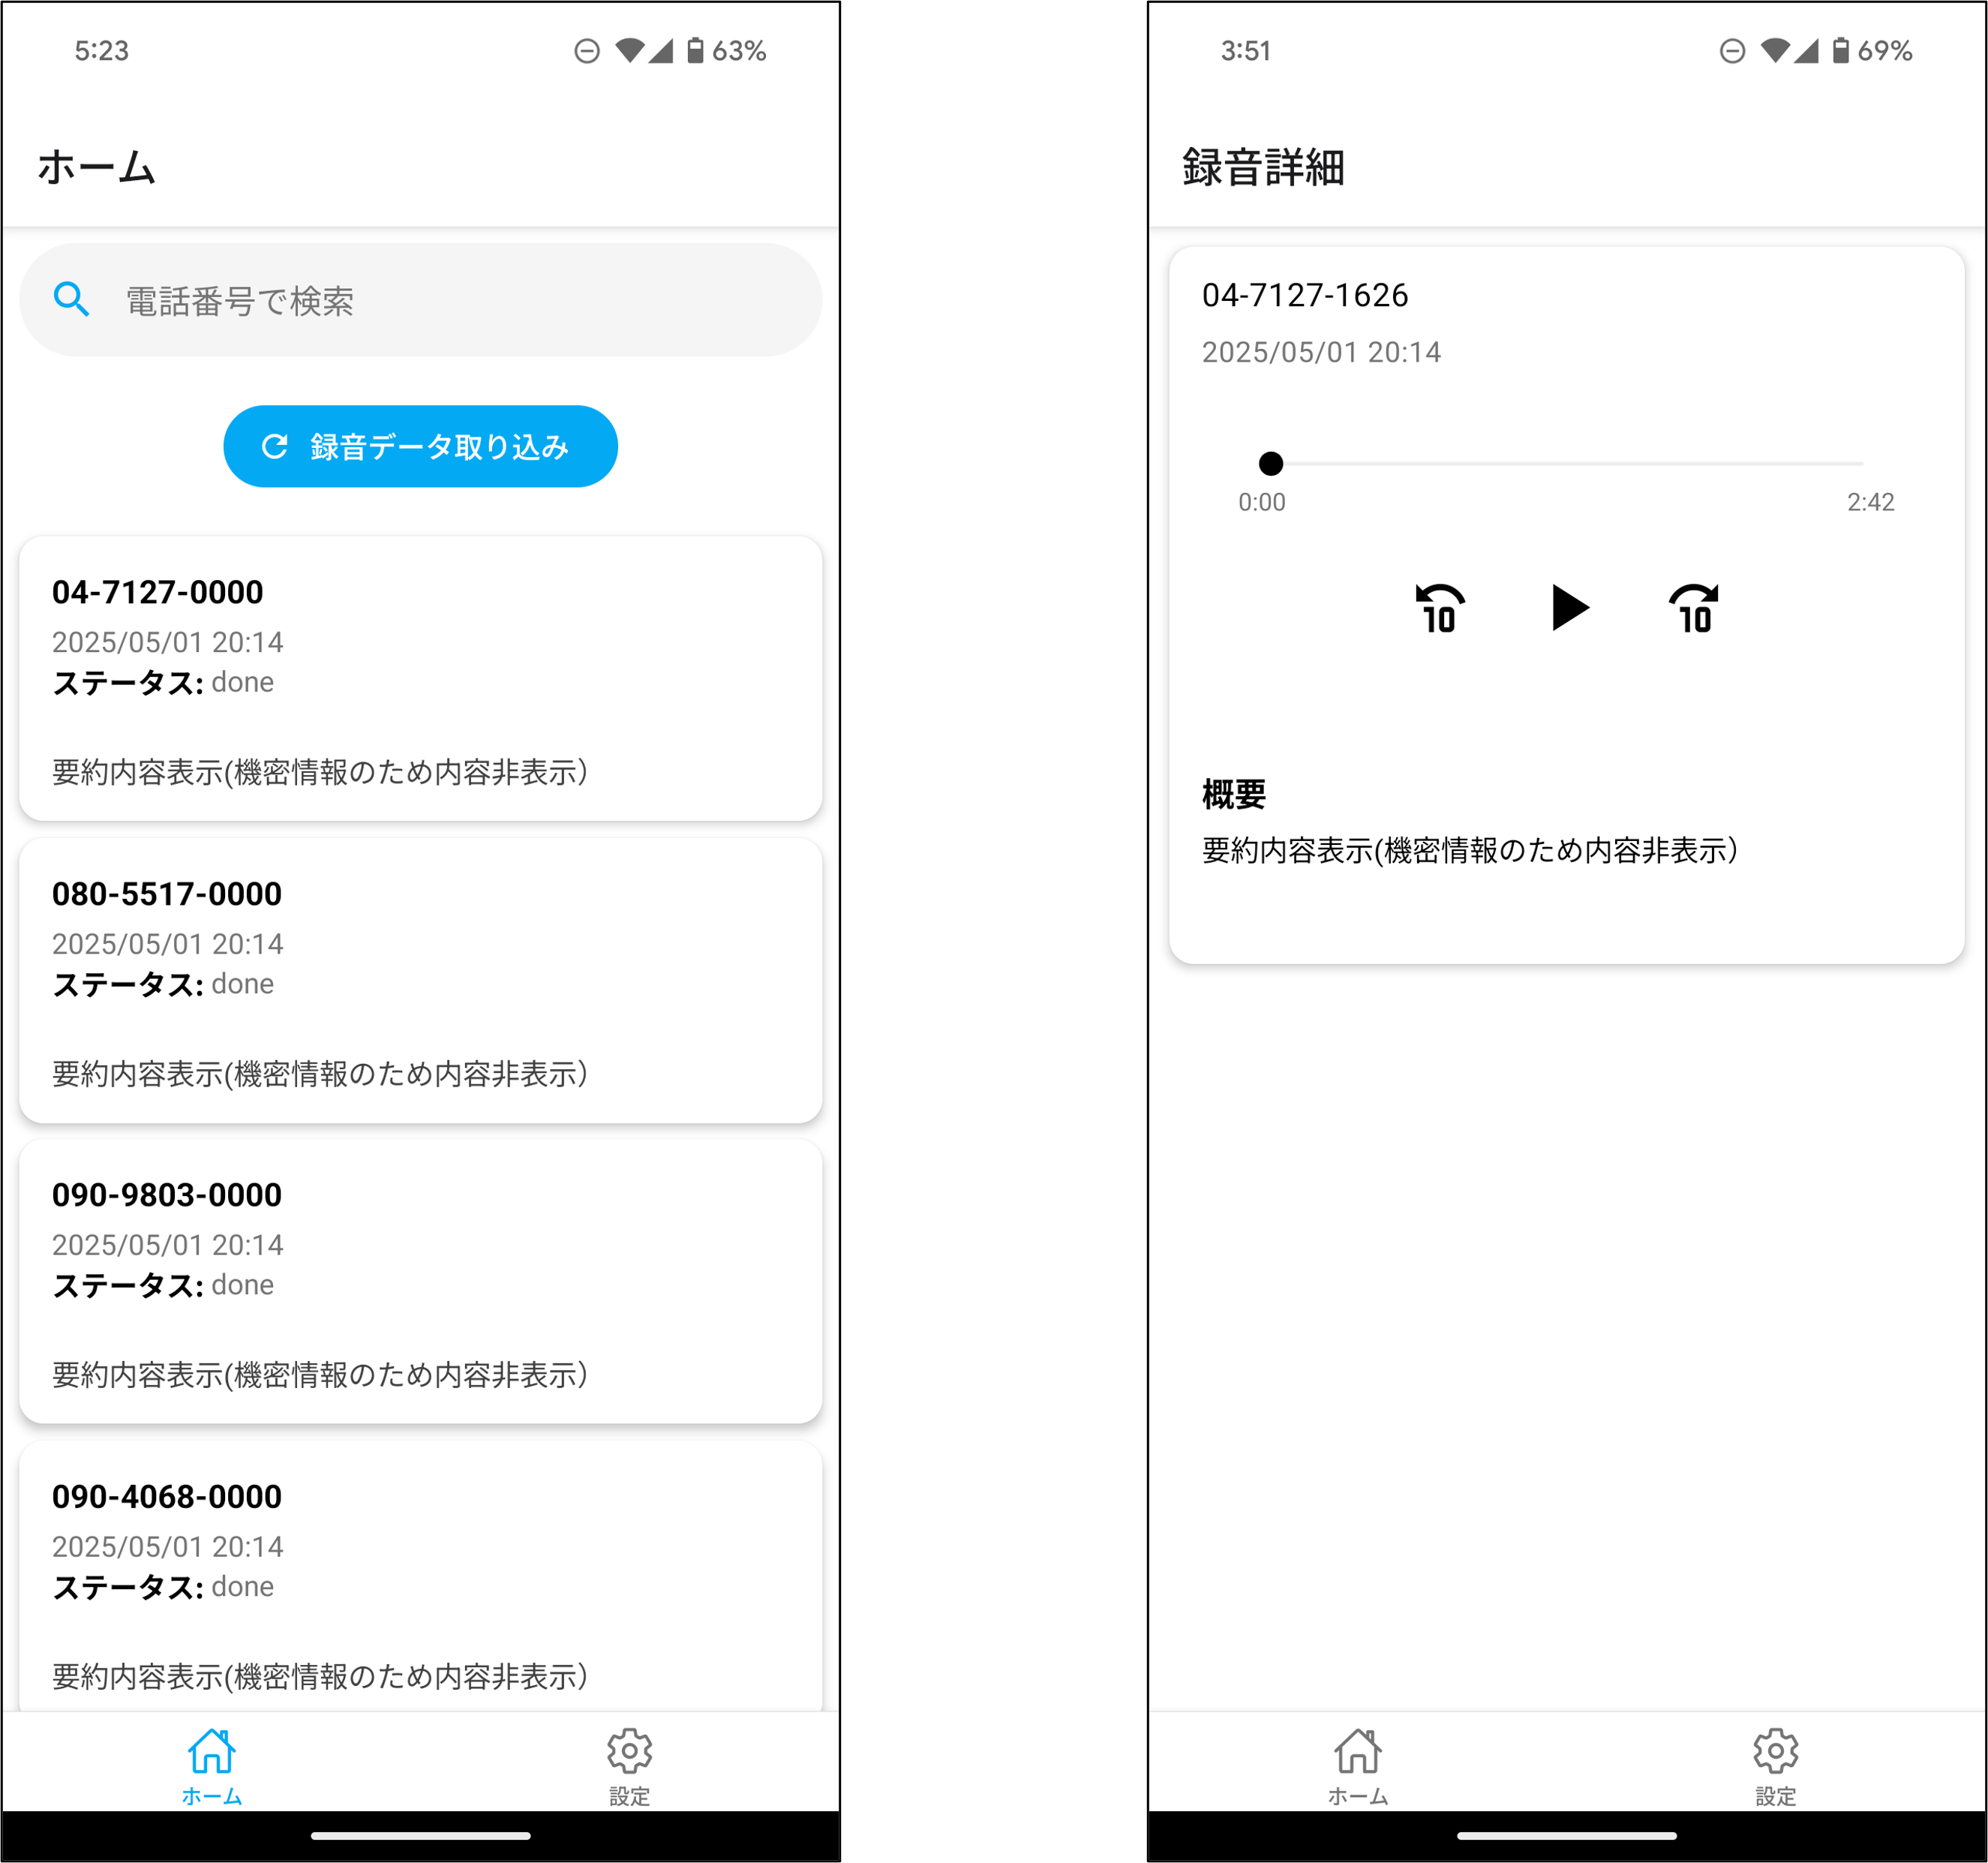 5:23
63%
ホーム
電話番号で検索
録音データ取り込み
04-7127-0000
2025/05/01 20:14
ステータス: done
要約内容表示(機密情報のため内容非表示)
080-5517-0000
2025/05/01 20:14
ステータス: done
要約内容表示(機密情報のため内容非表示)
090-9803-0000
2025/05/01 20:14
ステータス: done
要約内容表示(機密情報のため内容非表示)
090-4068-0000
2025/05/01 20:14
ステータス: done
要約内容表示(機密情報のため内容非表示)
ホーム
設定
3:51
69%
録音詳細
04-7127-1626
2025/05/01 20:14
0:00
2:42
10
10
概要
要約内容表示(機密情報のため内容非表示)
ホーム
設定